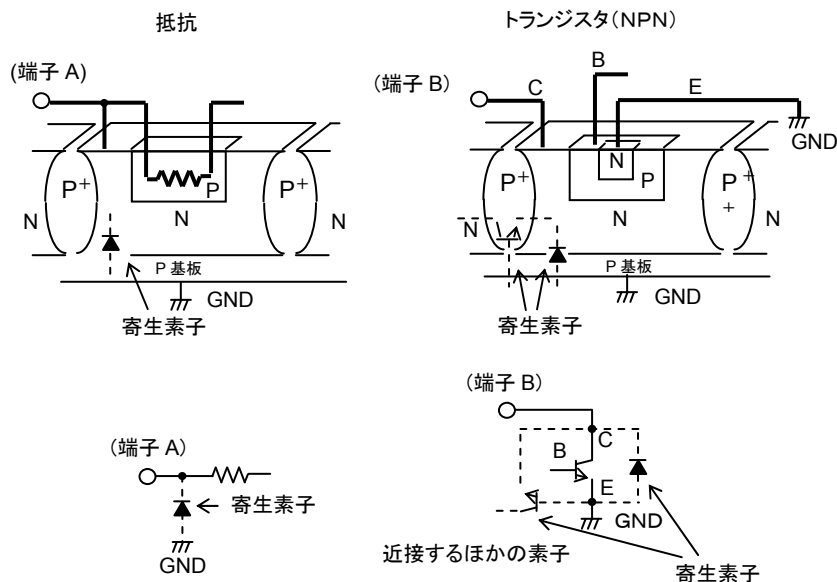 抵抗
トランジスタ(NPN)
(端子 A)
(端子 B)
C
B
E
GND
P+
P
P+
N
N
N
P 基板
GND
寄生素子
P+
N
P
P+
+
N
N
N
P 基板
GND
寄生素子
(端子 A)
寄生素子
GND
(端子 B)
C
B
E
GND
近接するほかの素子
寄生素子